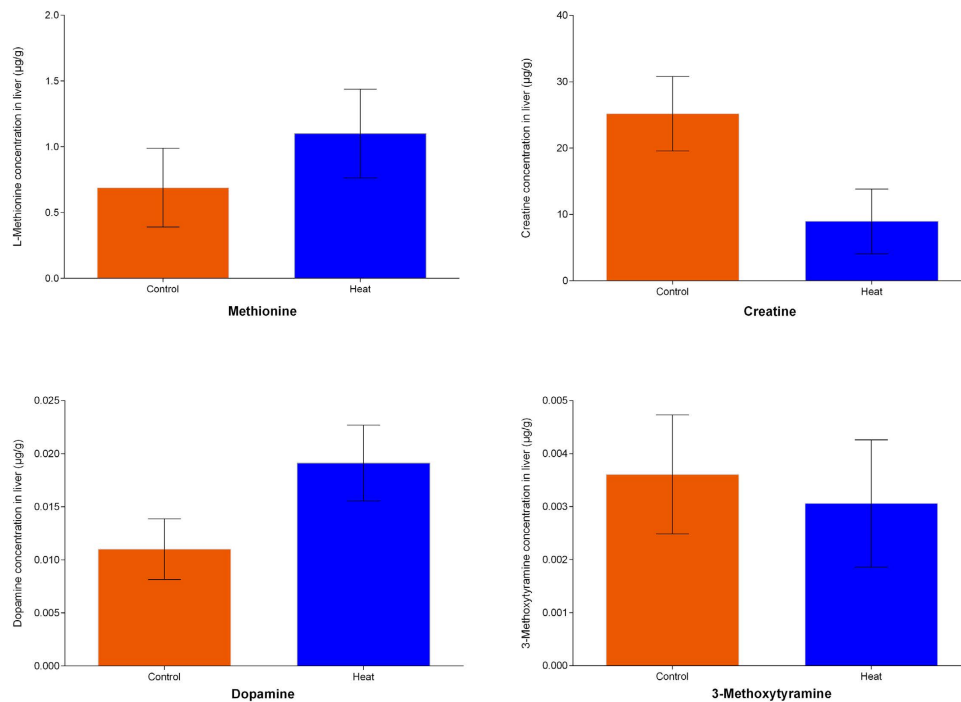 L-Methionine concentration in liver (µg/g)
2.0
1.5
1.0
0.5
0.0
Control
Heat
Methionine
Creatine concentration in liver (µg/g)
40
30
20
10
0
Control
Heat
Creatine
Dopamine concentration in liver (µg/g)
0.025
0.020
0.015
0.010
0.005
0.000
Control
Heat
Dopamine
3-Methoxytyramine concentration in liver (µg/g)
0.005
0.004
0.003
0.002
0.001
0.000
Control
Heat
3-Methoxytyramine